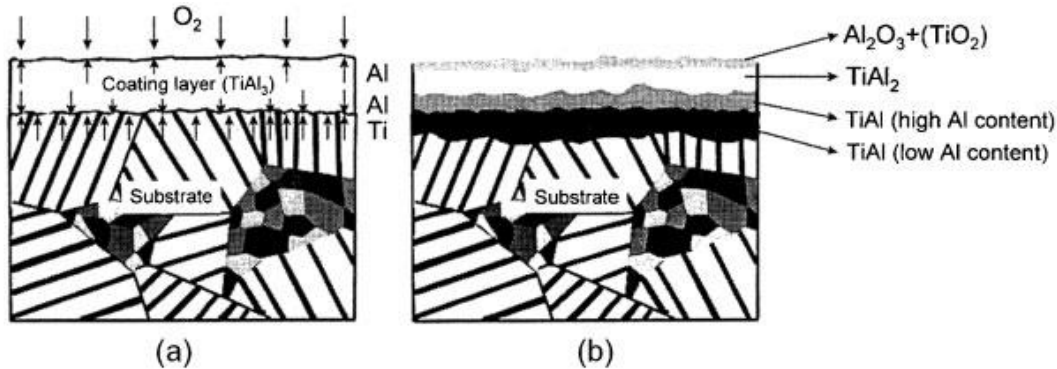 O₂
Coating layer (TiAl₃)
Al
Al
Ti
Substrate
(a)
Al₂O₃+(TiO₂)
TiAl₂
TiAl (high Al content)
TiAl (low Al content)
Substrate
(b)